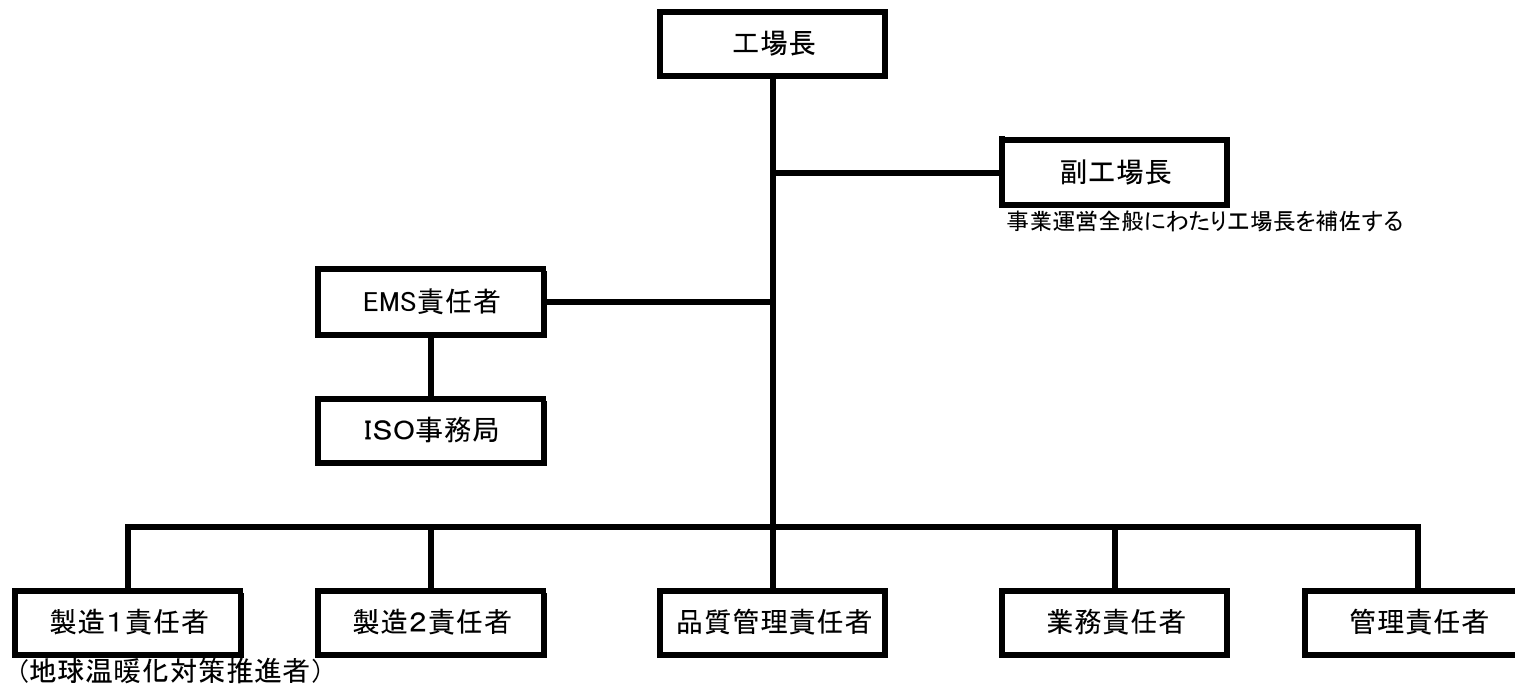 工場長
副工場長
事業運営全般にわたり工場長を補佐する
EMS責任者
ISO事務局
製造1責任者
製造2責任者
品質管理責任者
業務責任者
管理責任者
(地球温暖化対策推進者)